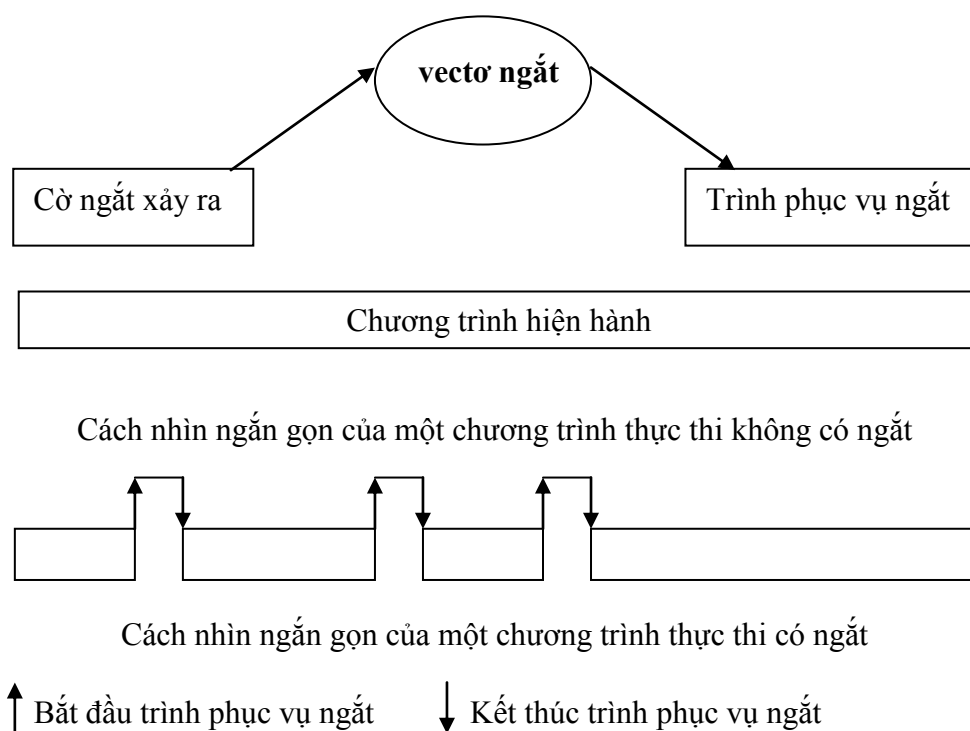 vectơ ngắt
Cờ ngắt xảy ra
Trình phục vụ ngắt
Chương trình hiện hành
Cách nhìn ngắn gọn của một chương trình thực thi không có ngắt
Cách nhìn ngắn gọn của một chương trình thực thi có ngắt
Bắt đầu trình phục vụ ngắt
Kết thúc trình phục vụ ngắt